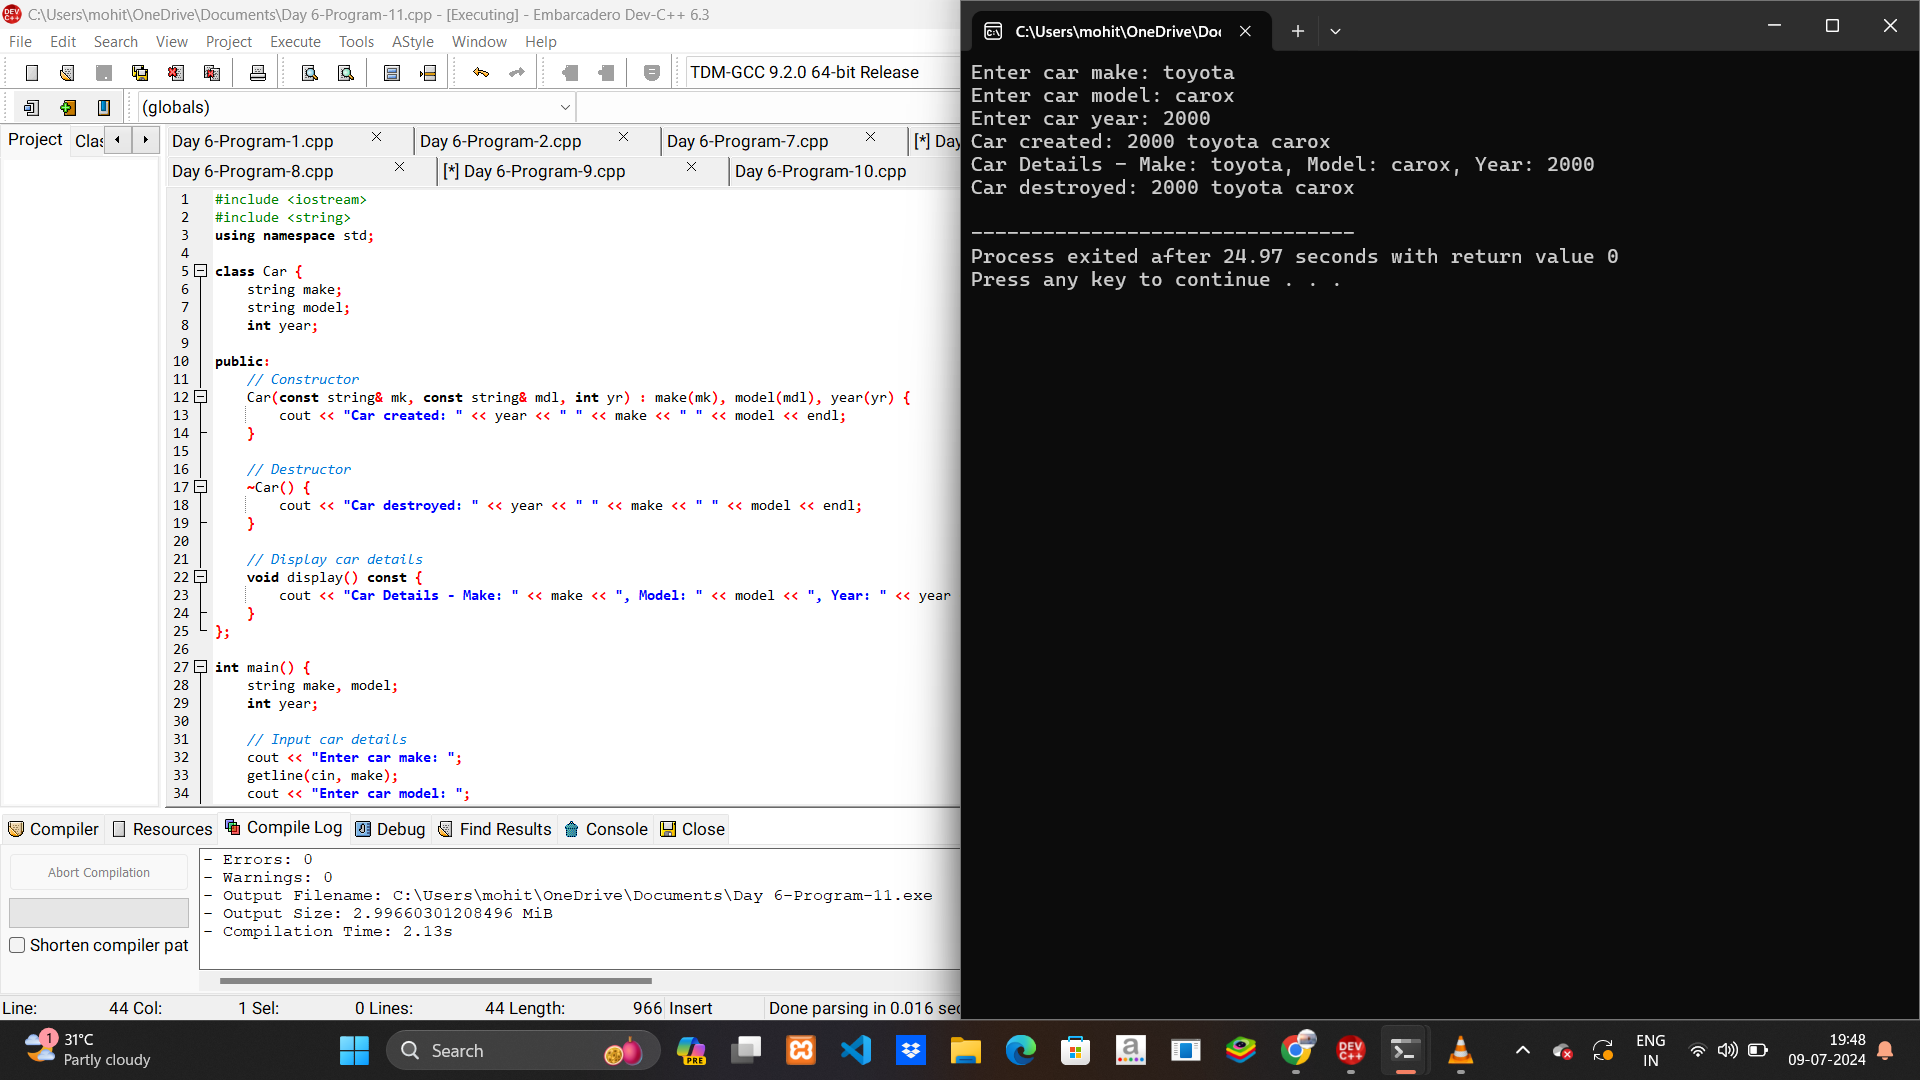 C:\Users\mohit\OneDrive\Documents\Day 6-Program-11.cpp - [Executing] - Embarcadero Dev-C++ 6.3
File Edit Search View Project Execute Tools AStyle Window Help
TDM-GCC 9.2.0 64-bit Release
(globals)
Project Clas
Day 6-Program-1.cpp Day 6-Program-2.cpp Day 6-Program-7.cpp [*] Day
Day 6-Program-8.cpp [*] Day 6-Program-9.cpp Day 6-Program-10.cpp
1 #include <iostream>
2 #include <string>
3 using namespace std;
4
5 class Car {
6 string make;
7 string model;
8 int year;
9
10 public:
11 // Constructor
12 Car(const string& mk, const string& mdl, int yr) : make(mk), model(mdl), year(yr) {
13 cout << "Car created: " << year << " " << make << " " << model << endl;
14 }
15
16 // Destructor
17 ~Car() {
18 cout << "Car destroyed: " << year << " " << make << " " << model << endl;
19 }
20
21 // Display car details
22 void display() const {
23 cout << "Car Details - Make: " << make << ", Model: " << model << ", Year: " << year
24 }
25 };
26
27 int main() {
28 string make, model;
29 int year;
30
31 // Input car details
32 cout << "Enter car make: ";
33 getline(cin, make);
34 cout << "Enter car model: ";
Compiler Resources Compile Log Debug Find Results Console Close
Abort Compilation
Shorten compiler pat
- Errors: 0
- Warnings: 0
- Output Filename: C:\Users\mohit\OneDrive\Documents\Day 6-Program-11.exe
- Output Size: 2.99660301208496 MiB
- Compilation Time: 2.13s
Line: 44 Col: 1 Sel: 0 Lines: 44 Length: 966 Insert Done parsing in 0.016 sec
C:\Users\mohit\OneDrive\Doc
Enter car make: toyota
Enter car model: carox
Enter car year: 2000
Car created: 2000 toyota carox
Car Details - Make: toyota, Model: carox, Year: 2000
Car destroyed: 2000 toyota carox
--------------------------------
Process exited after 24.97 seconds with return value 0
Press any key to continue . . .
1
31°C
Partly cloudy
Search
PRE
DEV C++
ENG
IN
19:48
09-07-2024